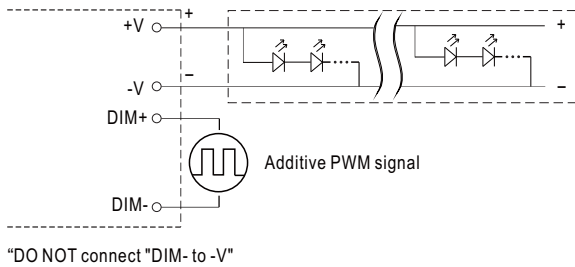 +V
+
+
-V
–
–
DIM+
Additive PWM signal
DIM-
“DO NOT connect "DIM- to -V"